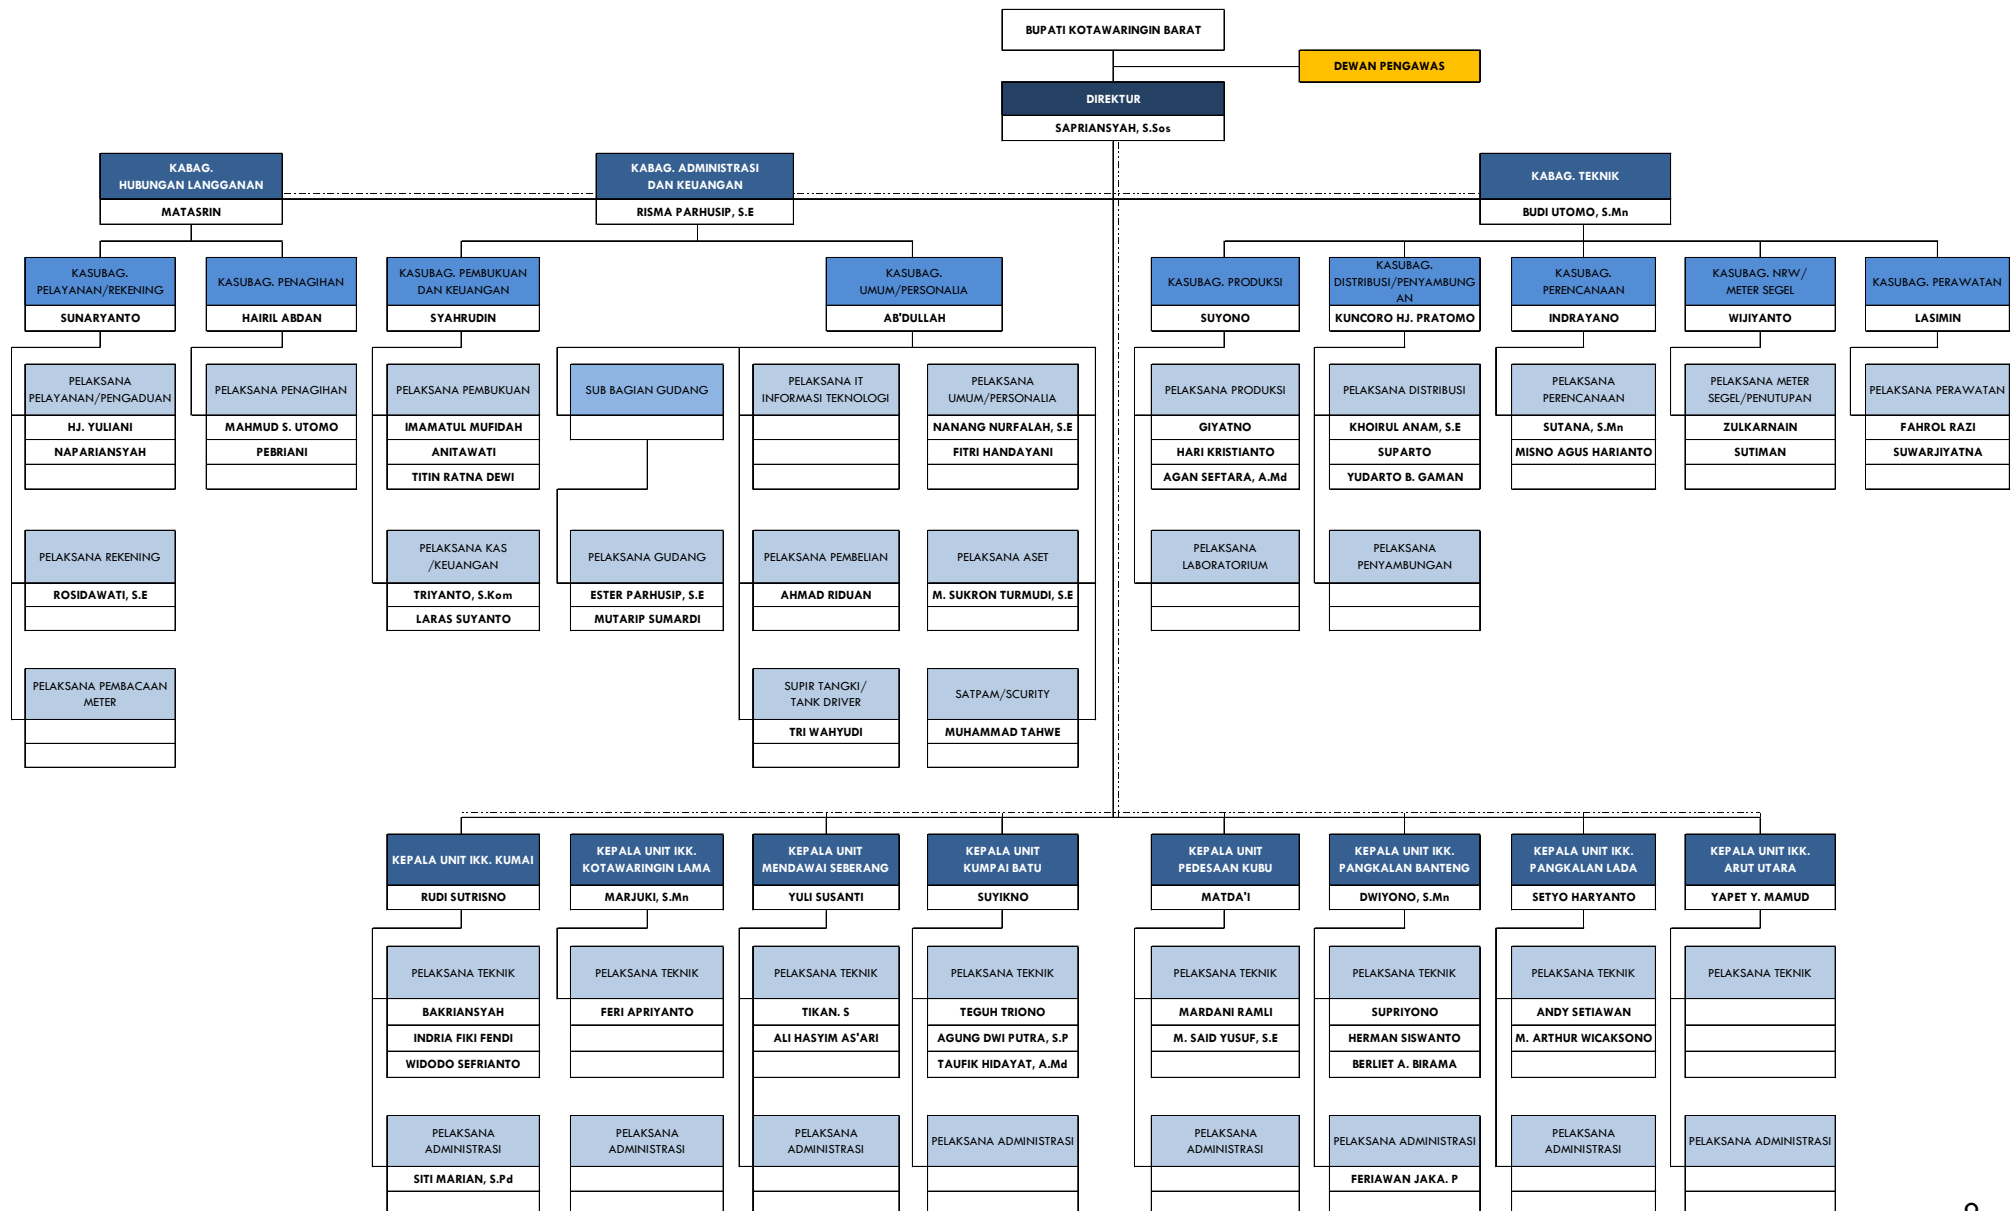 BUPATI KOTAWARINGIN BARAT
DEWAN PENGAWAS
DIREKTUR
SAPRIANSYAH, S.Sos
KABAG.
HUBUNGAN LANGGANAN
MATASRIN
KABAG. ADMINISTRASI
DAN KEUANGAN
RISMA PARHUSIP, S.E
KABAG. TEKNIK
BUDI UTOMO, S.Mn
KASUBAG.
PELAYANAN/REKENING
SUNARYANTO
KASUBAG. PENAGIHAN
HAIRIL ABDAN
KASUBAG. PEMBUKUAN
DAN KEUANGAN
SYAHRUDIN
KASUBAG.
UMUM/PERSONALIA
AB'DULLAH
KASUBAG. PRODUKSI
SUYONO
KASUBAG.
DISTRIBUSI/PENYAMBUNG
AN
KUNCORO HJ. PRATOMO
KASUBAG.
PERENCANAAN
INDRAYANO
KASUBAG. NRW/
METER SEGEL
WIJIYANTO
KASUBAG. PERAWATAN
LASIMIN
PELAKSANA
PELAYANAN/PENGADUAN
HJ. YULIANI
NAPARIANSYAH
PELAKSANA PENAGIHAN
MAHMUD S. UTOMO
PEBRIANI
PELAKSANA PEMBUKUAN
IMAMATUL MUFIDAH
ANITAWATI
TITIN RATNA DEWI
SUB BAGIAN GUDANG
PELAKSANA IT
INFORMASI TEKNOLOGI
PELAKSANA
UMUM/PERSONALIA
NANANG NURFALAH, S.E
FITRI HANDAYANI
PELAKSANA PRODUKSI
GIYATNO
HARI KRISTIANTO
AGAN SEFTARA, A.Md
PELAKSANA DISTRIBUSI
KHOIRUL ANAM, S.E
SUPARTO
YUDARTO B. GAMAN
PELAKSANA
PERENCANAAN
SUTANA, S.Mn
MISNO AGUS HARIANTO
PELAKSANA METER
SEGEL/PENUTUPAN
ZULKARNAIN
SUTIMAN
PELAKSANA PERAWATAN
FAHROL RAZI
SUWARJIYATNA
PELAKSANA REKENING
ROSIDAWATI, S.E
PELAKSANA KAS
/KEUANGAN
TRIYANTO, S.Kom
LARAS SUYANTO
PELAKSANA GUDANG
ESTER PARHUSIP, S.E
MUTARIP SUMARDI
PELAKSANA PEMBELIAN
AHMAD RIDUAN
PELAKSANA ASET
M. SUKRON TURMUDI, S.E
PELAKSANA
LABORATORIUM
PELAKSANA
PENYAMBUNGAN
PELAKSANA PEMBACAAN
METER
SUPIR TANGKI/
TANK DRIVER
TRI WAHYUDI
SATPAM/SCURITY
MUHAMMAD TAHWE
KEPALA UNIT IKK. KUMAI
RUDI SUTRISNO
KEPALA UNIT IKK.
KOTAWARINGIN LAMA
MARJUKI, S.Mn
KEPALA UNIT
MENDAWAI SEBERANG
YULI SUSANTI
KEPALA UNIT
KUMPAI BATU
SUYIKNO
KEPALA UNIT
PEDESAAN KUBU
MATDA'I
KEPALA UNIT IKK.
PANGKALAN BANTENG
DWIYONO, S.Mn
KEPALA UNIT IKK.
PANGKALAN LADA
SETYO HARYANTO
KEPALA UNIT IKK.
ARUT UTARA
YAPET Y. MAMUD
PELAKSANA TEKNIK
BAKRIANSYAH
INDRIA FIKI FENDI
WIDODO SEFRIANTO
PELAKSANA TEKNIK
FERI APRIYANTO
PELAKSANA TEKNIK
TIKAN. S
ALI HASYIM AS'ARI
PELAKSANA TEKNIK
TEGUH TRIONO
AGUNG DWI PUTRA, S.P
TAUFIK HIDAYAT, A.Md
PELAKSANA TEKNIK
MARDANI RAMLI
M. SAID YUSUF, S.E
PELAKSANA TEKNIK
SUPRIYONO
HERMAN SISWANTO
BERLIET A. BIRAMA
PELAKSANA TEKNIK
ANDY SETIAWAN
M. ARTHUR WICAKSONO
PELAKSANA TEKNIK
PELAKSANA
ADMINISTRASI
SITI MARIAN, S.Pd
PELAKSANA
ADMINISTRASI
PELAKSANA
ADMINISTRASI
PELAKSANA ADMINISTRASI
PELAKSANA
ADMINISTRASI
PELAKSANA ADMINISTRASI
FERIAWAN JAKA. P
PELAKSANA
ADMINISTRASI
PELAKSANA ADMINISTRASI